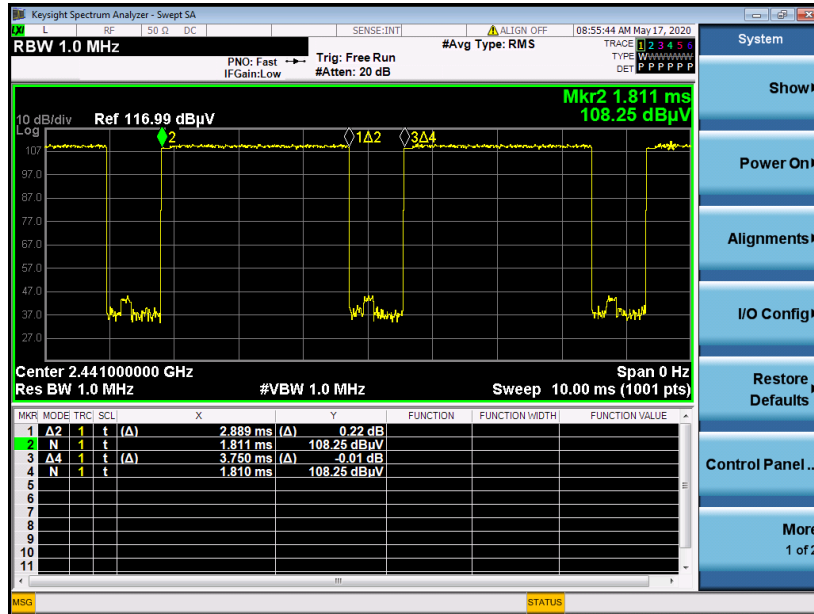 Keysight Spectrum Analyzer - Swept SA
LXI L RF 50 Ω DC SENSE:INT ALIGN OFF 08:55:44 AM May 17, 2020
RBW 1.0 MHz
#Avg Type: RMS
TRACE 1 2 3 4 5 6
TYPE W
DET P P P P P P
PNO: Fast
IFGain:Low
Trig: Free Run
#Atten: 20 dB
Mkr2 1.811 ms
108.25 dBµV
10 dB/div Ref 116.99 dBµV
Log
2 1Δ2 3Δ4
107
97.0
87.0
77.0
67.0
57.0
47.0
37.0
27.0
Center 2.441000000 GHz Span 0 Hz
Res BW 1.0 MHz #VBW 1.0 MHz Sweep 10.00 ms (1001 pts)
MKR MODE TRC SCL X Y FUNCTION FUNCTION WIDTH FUNCTION VALUE
1 Δ2 1 t (Δ) 2.889 ms (Δ) 0.22 dB
2 N 1 t 1.811 ms 108.25 dBµV
3 Δ4 1 t (Δ) 3.750 ms (Δ) -0.01 dB
4 N 1 t 1.810 ms 108.25 dBµV
5
6
7
8
9
10
11
MSG STATUS
System
Show
Power On
Alignments
I/O Config
Restore
Defaults
Control Panel...
More
1 of 2